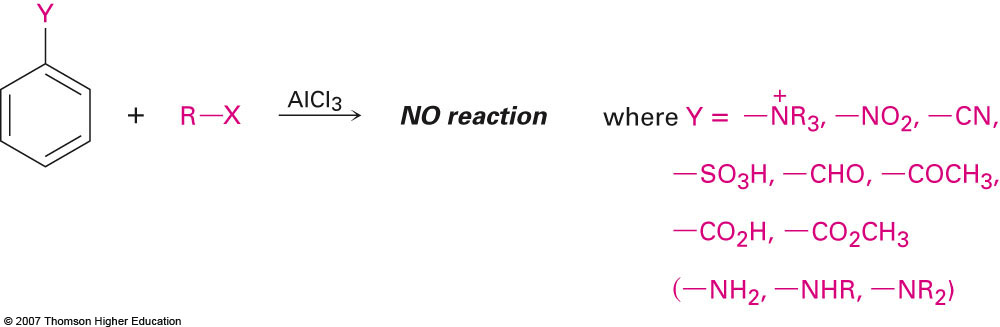 Y
+ R—X AlCl₃ NO reaction where Y = —N⁺R₃, —NO₂, —CN,
—SO₃H, —CHO, —COCH₃,
—CO₂H, —CO₂CH₃
(—NH₂, —NHR, —NR₂)
© 2007 Thomson Higher Education